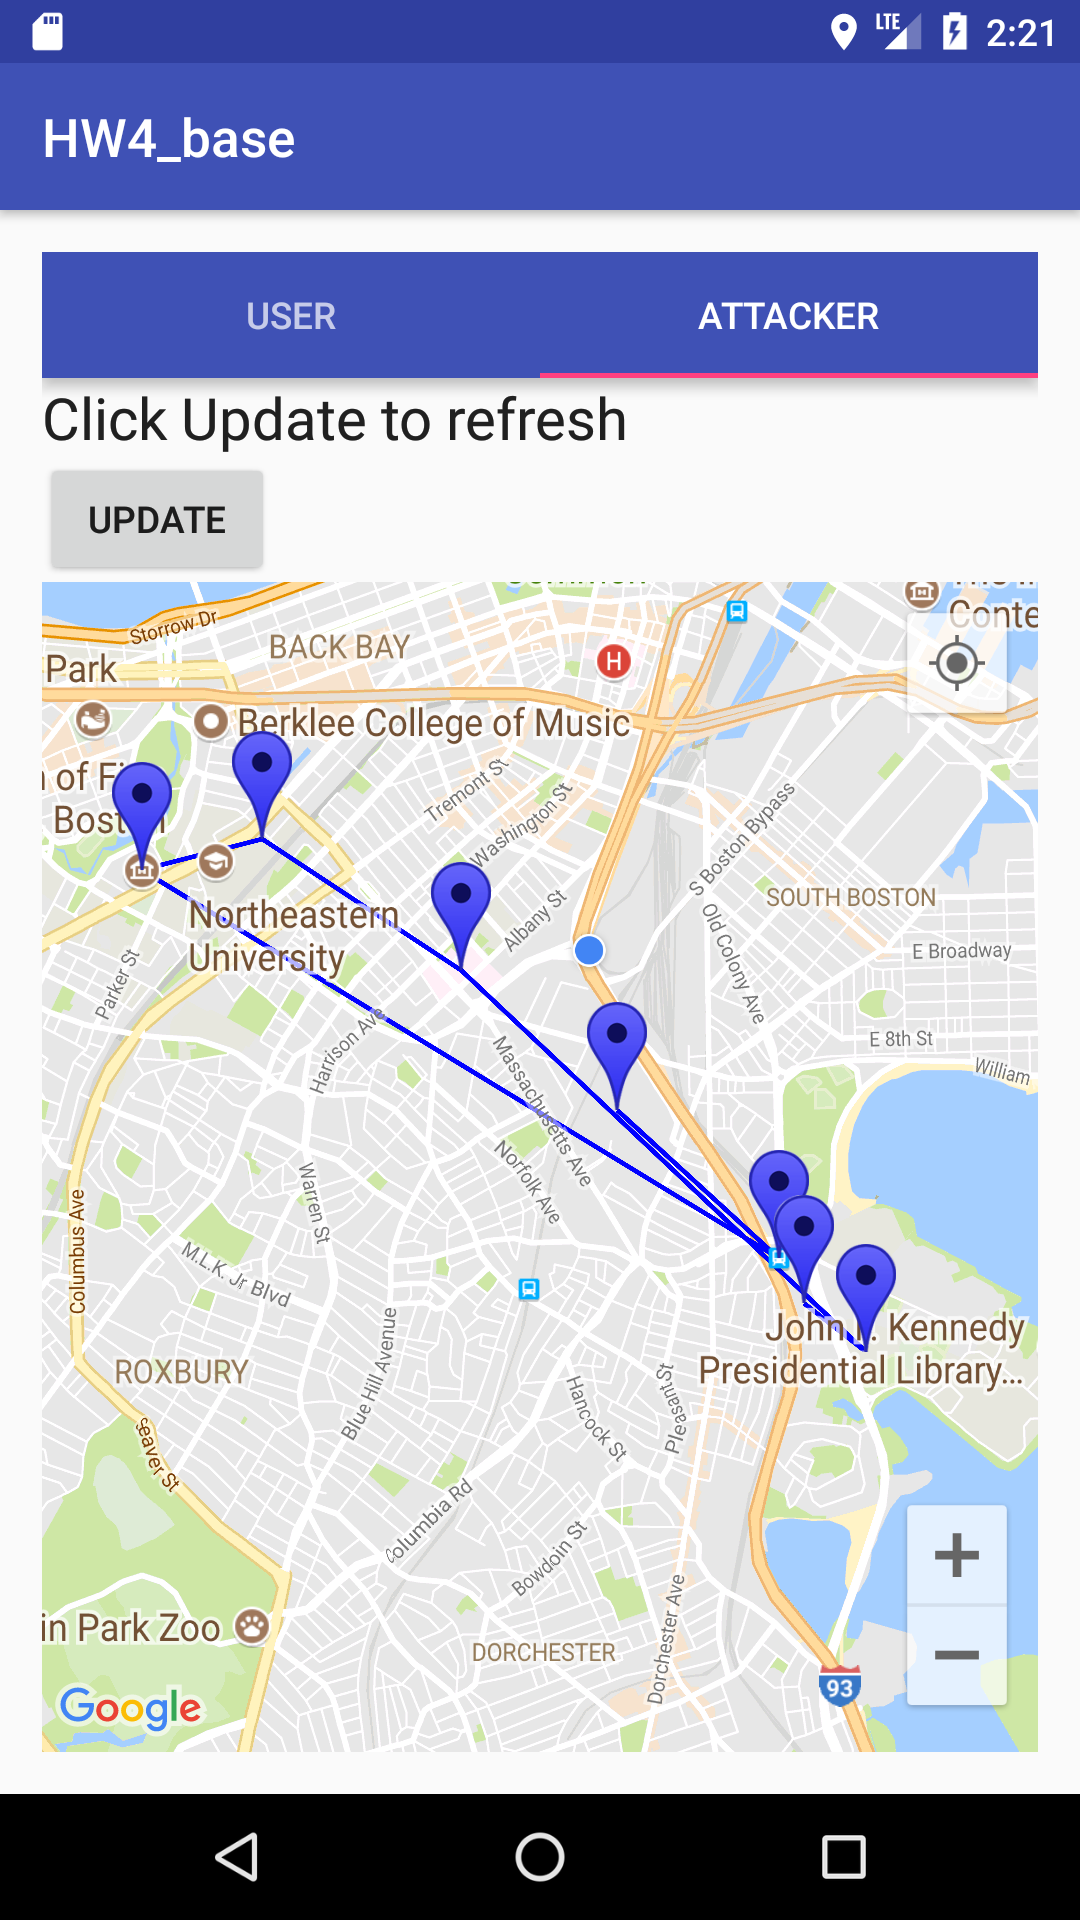 LTE 2:21
HW4_base
USER
ATTACKER
Click Update to refresh
UPDATE
Storrow Dr
BACK BAY
H
Conte
Park
Berklee College of Music
n of Fi
Boston
Tremont St
Washington St
S Boston Bypass
SOUTH BOSTON
Albany St
Old Colony Ave
Northeastern
University
E Broadway
Parker St
Harrison Ave
E 8th St
William
Massachusetts Ave
Norfolk Ave
Warren St
Columbus Ave
M.L.K. Jr Blvd
John F. Kennedy
Presidential Library...
ROXBURY
Blue Hill Avenue
Hancock St
Pleasant St
Seaver St
Columbia Rd
Bowdoin St
+
in Park Zoo
Dorchester Ave
DORCHESTER
−
93
Google